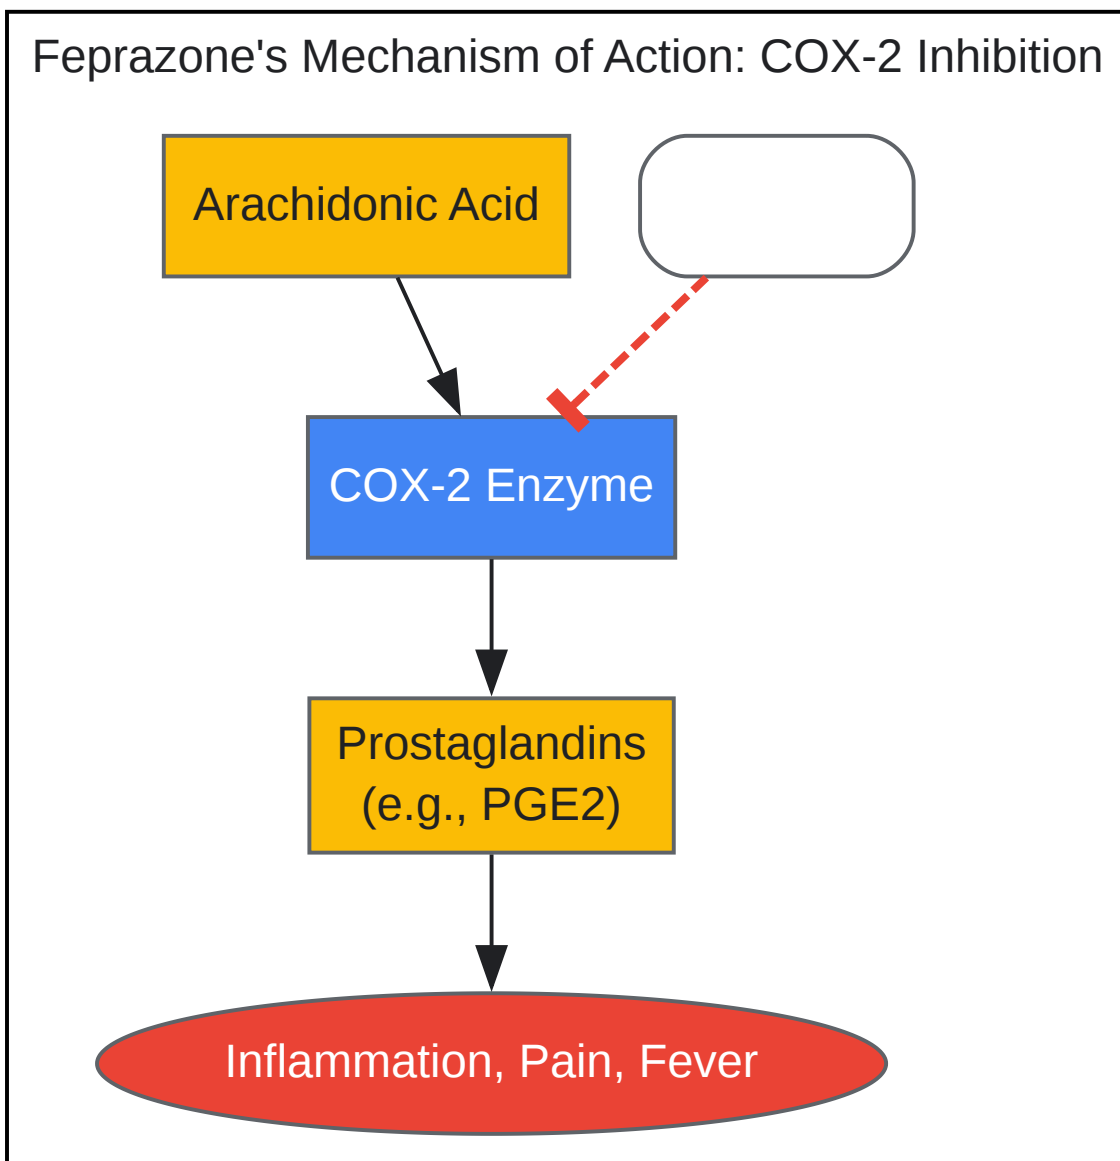 Feprazone's Mechanism of Action: COX-2 Inhibition
Arachidonic Acid
COX-2 Enzyme
Prostaglandins
(e.g., PGE2)
Inflammation, Pain, Fever